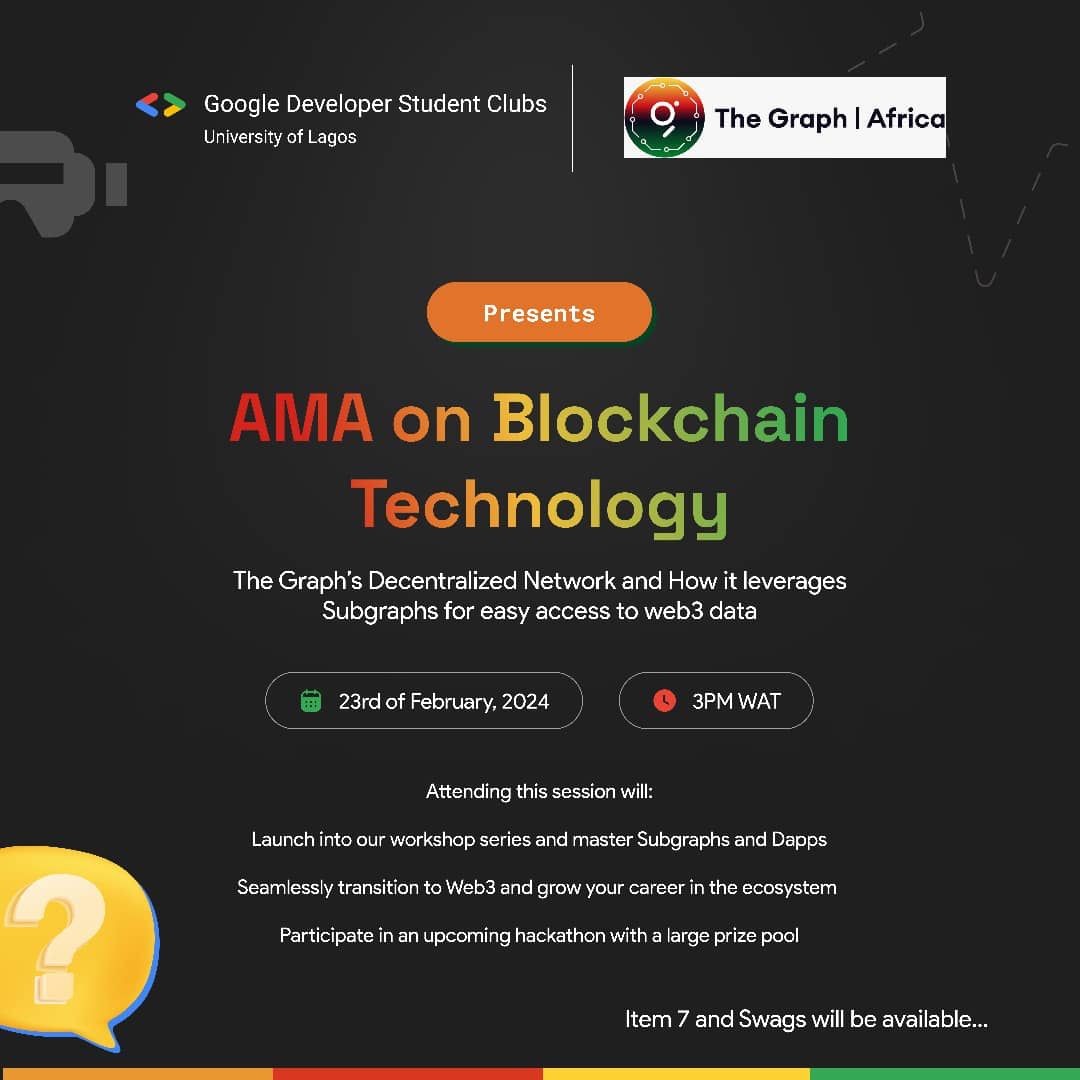 Google Developer Student Clubs
University of Lagos
The Graph | Africa
Presents
AMA on Blockchain
Technology
The Graph's Decentralized Network and How it leverages
Subgraphs for easy access to web3 data
23rd of February, 2024
3PM WAT
Attending this session will:
Launch into our workshop series and master Subgraphs and Dapps
Seamlessly transition to Web3 and grow your career in the ecosystem
Participate in an upcoming hackathon with a large prize pool
?
Item 7 and Swags will be available...